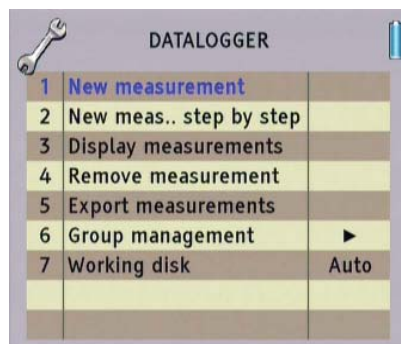 DATALOGGER
1 New measurement
2 New meas.. step by step
3 Display measurements
4 Remove measurement
5 Export measurements
6 Group management ►
7 Working disk Auto